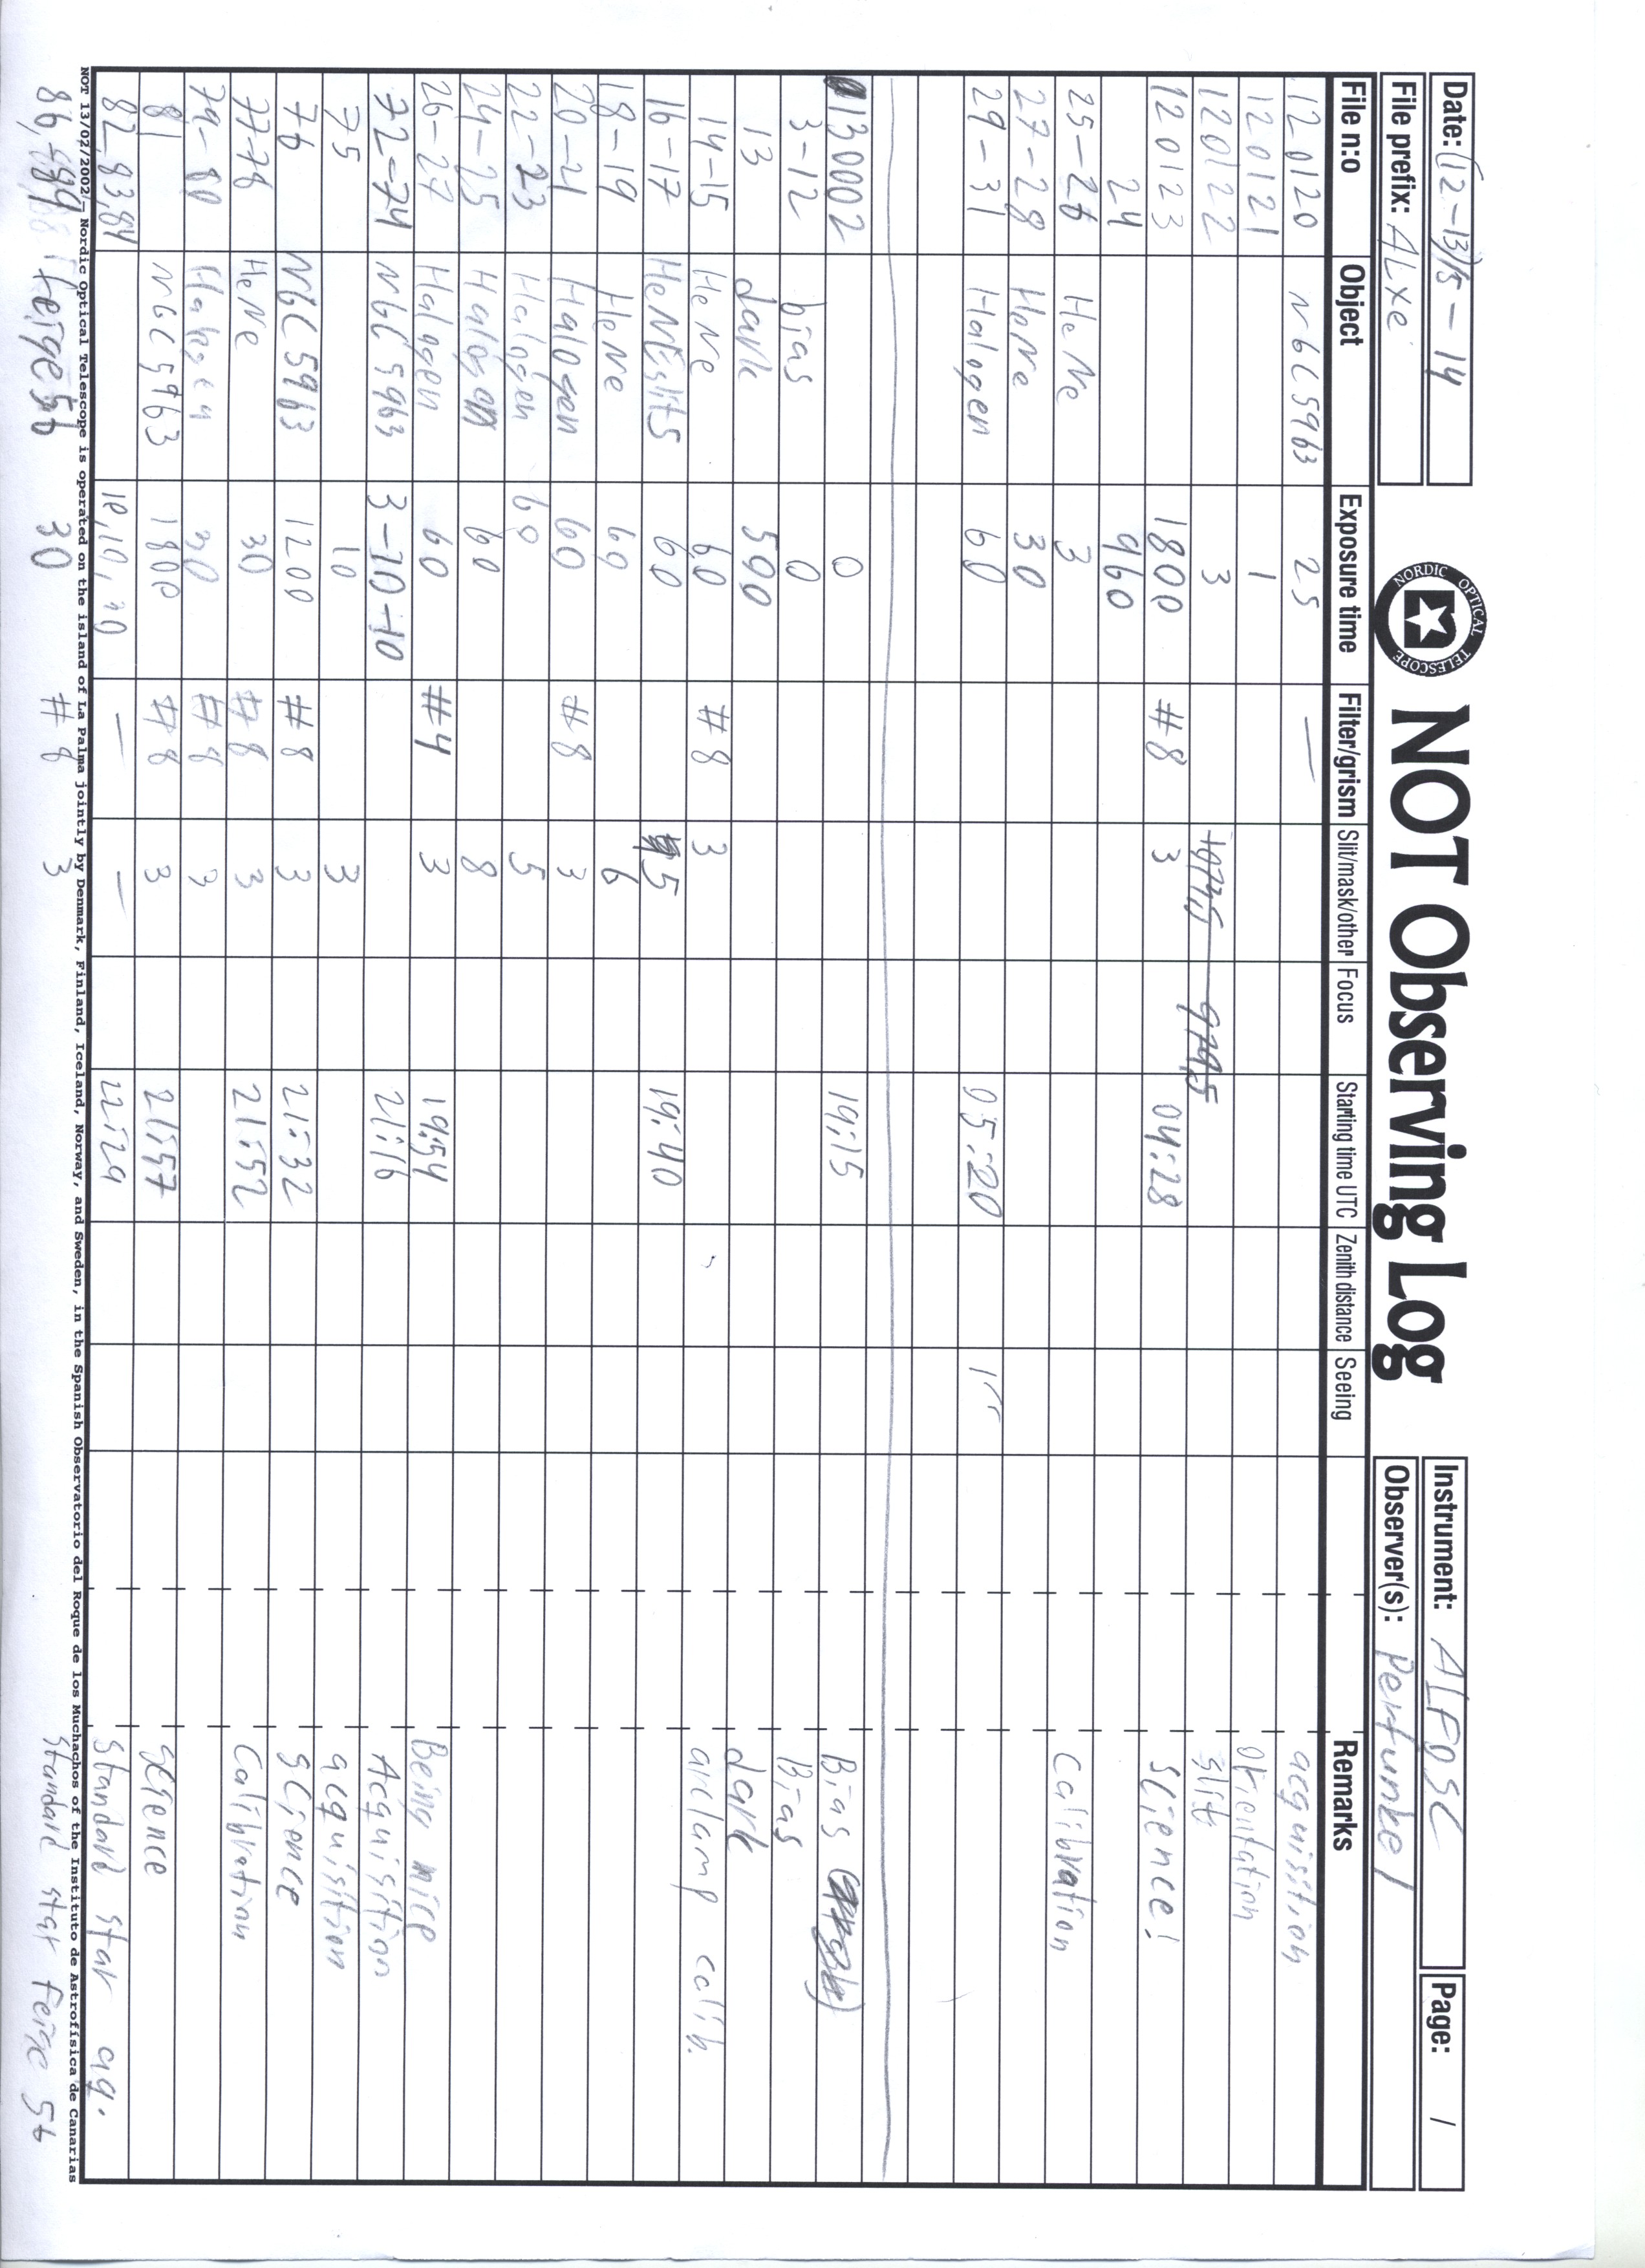 Date: (12-13)/5-14
NORDIC OPTICAL TELESCOPE
NOT Observing Log
Instrument: ALFOSC
Page: 1
File prefix: ALxe
Observer(s):
File n:o Object Exposure time Filter/grism Slit/mask/other Focus Starting time UTC Zenith distance Seeing Remarks
120120 NGC5963 25 — acquisition
120121 1 orientation
120122 3 slit
120123 1800 #8 3 04:28 science!
24 960
25-26 HeNe 3 Calibration
27-28 HeNe 30
29-31 Halogen 60 05:20
130002 0 19:15 Bias
3-12 bias 0 Bias
13 dark 590 dark
14-15 HeNe 60 #8 3 arclamp calib.
16-17 HeNe 60 5 19:40
18-19 HeNe 60 6
20-21 Halogen 60 #8 3
22-23 Halogen 60 5
24-25 Halogen 60 8
26-27 Halogen 60 #4 3 19:54 Being nice
72-74 NGC5963 3-10-10 21:16 Acquisition
75 10 3 acquisition
76 NGC5963 1200 #8 3 21:32 science
77-78 HeNe 30 #8 3 21:52 Calibration
79-80 Halogen 30 #8 3
81 NGC5963 1800 #8 3 21:57 science
82-83,84 — — 22:29 Standard star aq.
NOT 13/02/2002/— Nordic Optical Telescope is operated on the island of La Palma jointly by Denmark, Finland, Iceland, Norway, and Sweden, in the Spanish Observatorio del Roque de los Muchachos of the Instituto de Astrofisica de Canarias
Feige56 30 #8 3 Standard star Feige 56